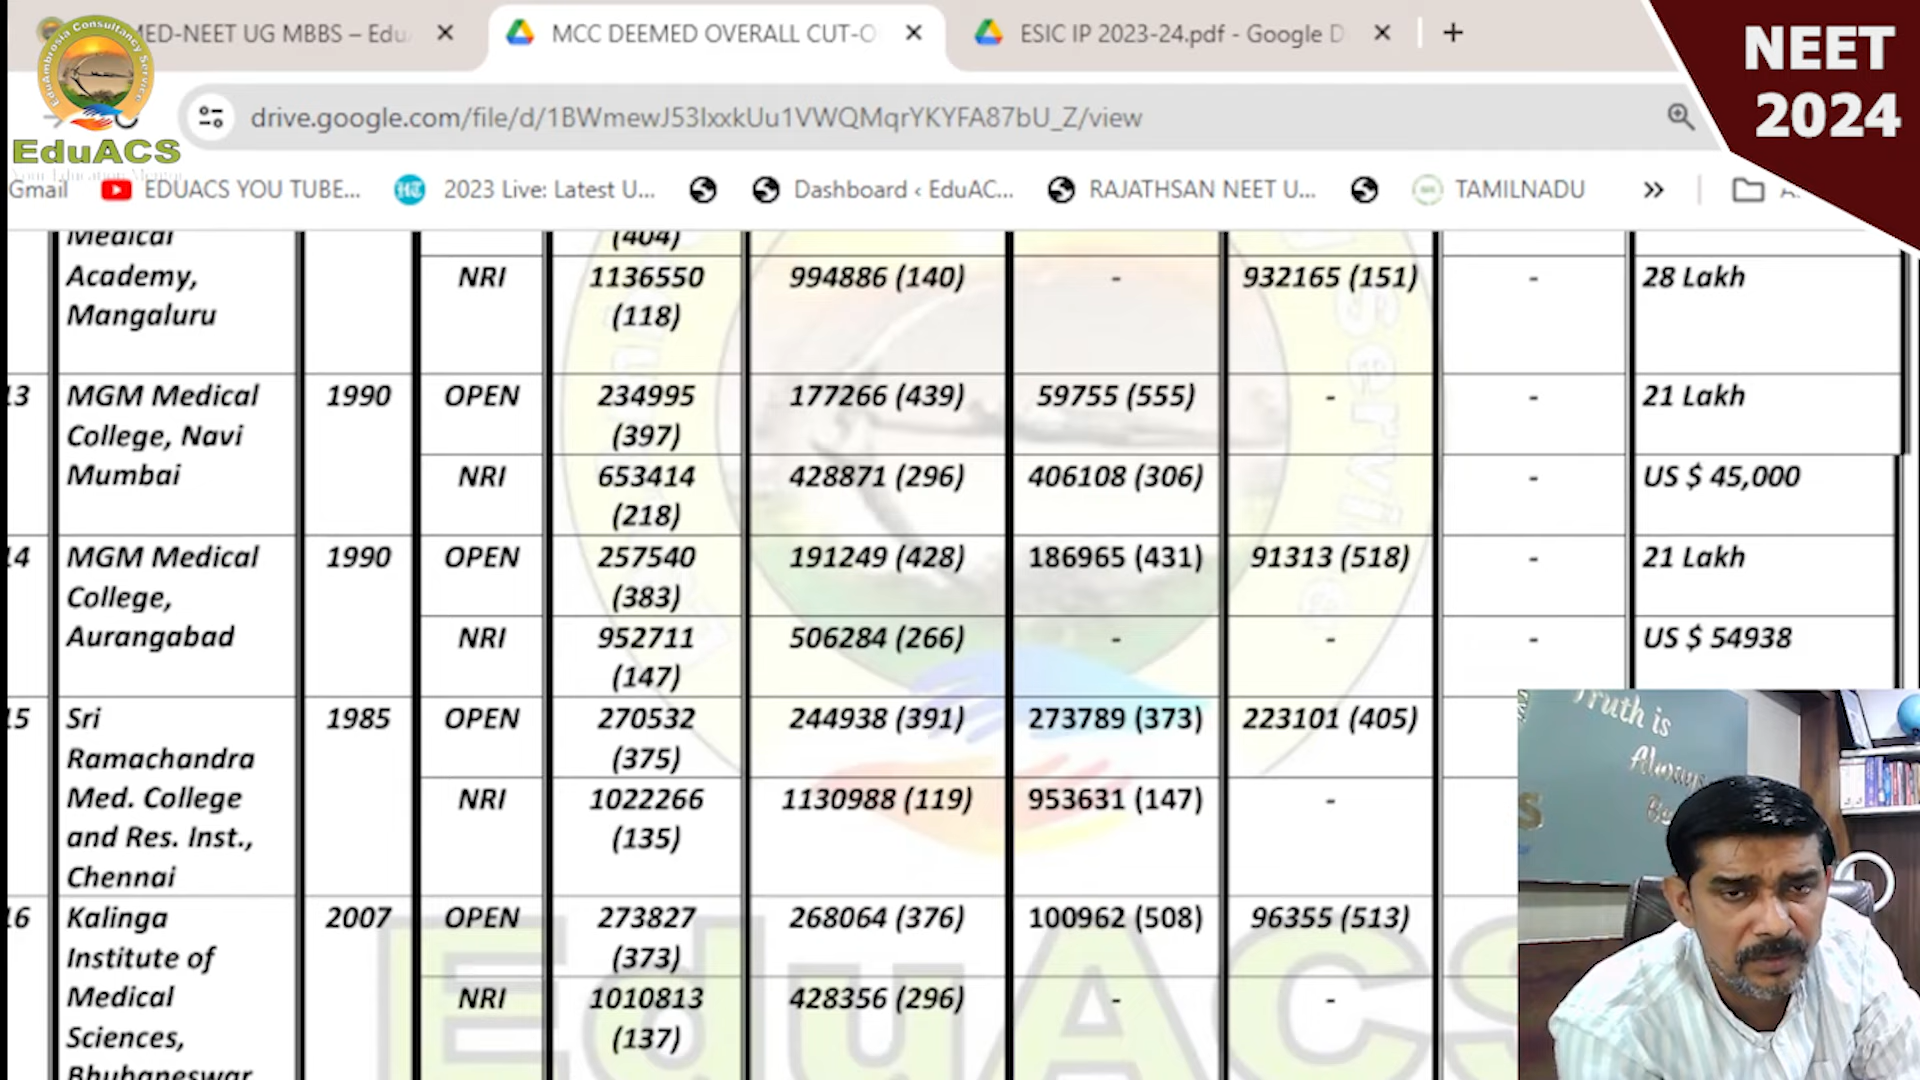 MED-NEET UG MBBS – Edu
MCC DEEMED OVERALL CUT-O
ESIC IP 2023-24.pdf - Google D
NEET
2024
EduAmbrosia Consultancy Service
EduACS
drive.google.com/file/d/1BWmewJ53IxxkUu1VWQMqrYKYFA87bU_Z/view
Gmail
EDUACS YOU TUBE...
HT
2023 Live: Latest U...
Dashboard ‹ EduAC...
RAJATHSAN NEET U...
TAMILNADU
»
Medical
Academy,
Mangaluru
(404)
NRI
1136550
(118)
994886 (140)
-
932165 (151)
-
28 Lakh
13
MGM Medical
College, Navi
Mumbai
1990
OPEN
234995
(397)
177266 (439)
59755 (555)
-
-
21 Lakh
NRI
653414
(218)
428871 (296)
406108 (306)
-
US $ 45,000
14
MGM Medical
College,
Aurangabad
1990
OPEN
257540
(383)
191249 (428)
186965 (431)
91313 (518)
-
21 Lakh
NRI
952711
(147)
506284 (266)
-
-
-
US $ 54938
15
Sri
Ramachandra
Med. College
and Res. Inst.,
Chennai
1985
OPEN
270532
(375)
244938 (391)
273789 (373)
223101 (405)
NRI
1022266
(135)
1130988 (119)
953631 (147)
-
16
Kalinga
Institute of
Medical
Sciences,
Bhubaneswar
2007
OPEN
273827
(373)
268064 (376)
100962 (508)
96355 (513)
NRI
1010813
(137)
428356 (296)
-
-
Truth is
Always
EduACS